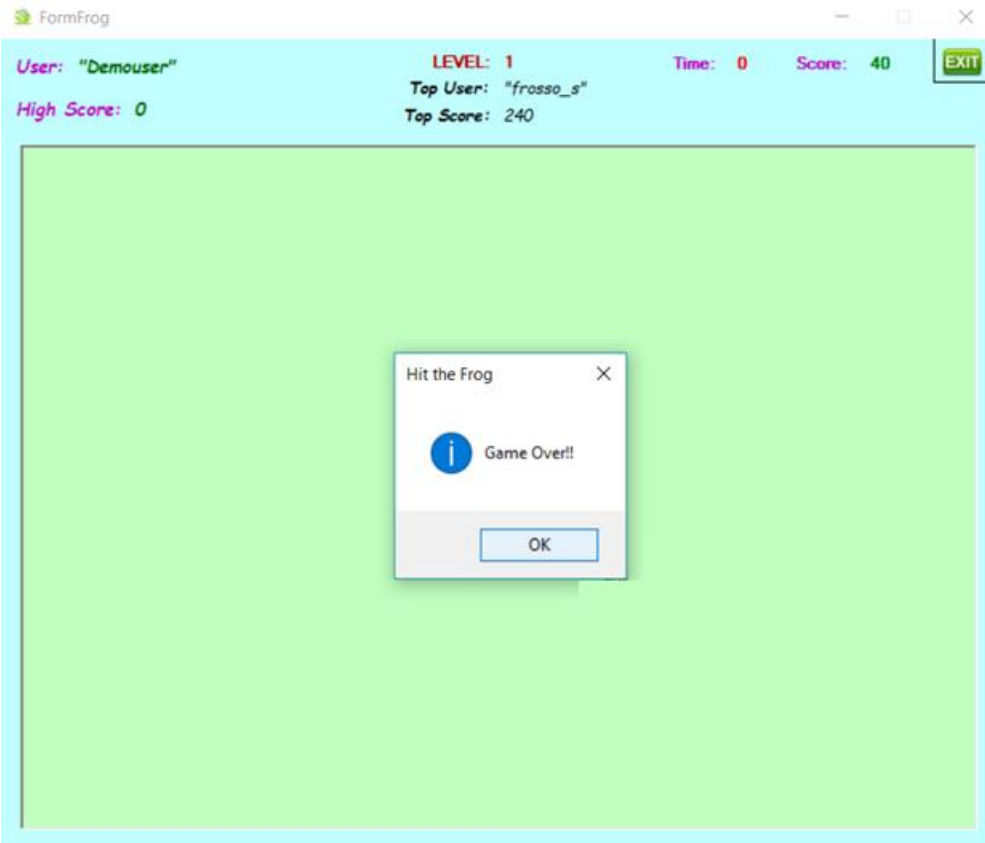 FormFrog
User: "Demouser"
High Score: 0
LEVEL: 1
Top User: "frosso_s"
Top Score: 240
Time: 0 Score: 40
EXIT
Hit the Frog
Game Over!!
OK